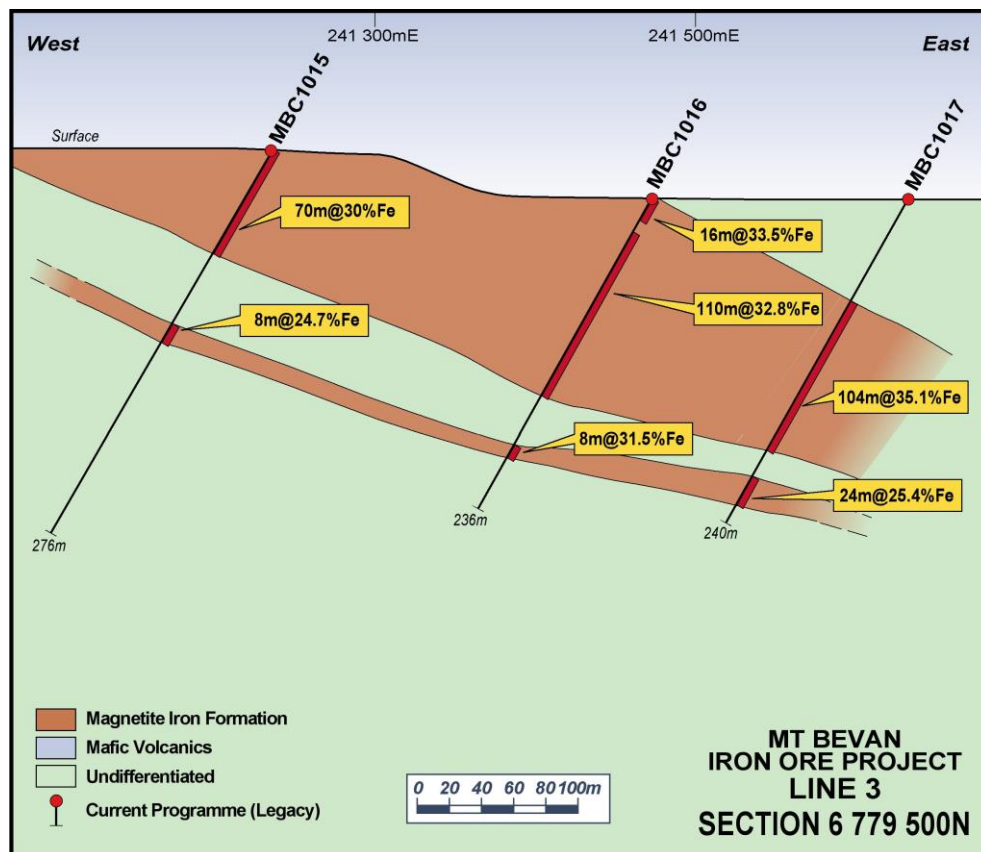 West
241 300mE
241 500mE
East
MBC1015
MBC1016
MBC1017
Surface
70m@30%Fe
16m@33.5%Fe
8m@24.7%Fe
110m@32.8%Fe
104m@35.1%Fe
8m@31.5%Fe
24m@25.4%Fe
276m
236m
240m
Magnetite Iron Formation
Mafic Volcanics
Undifferentiated
Current Programme (Legacy)
0 20 40 60 80 100m
MT BEVAN
IRON ORE PROJECT
LINE 3
SECTION 6 779 500N